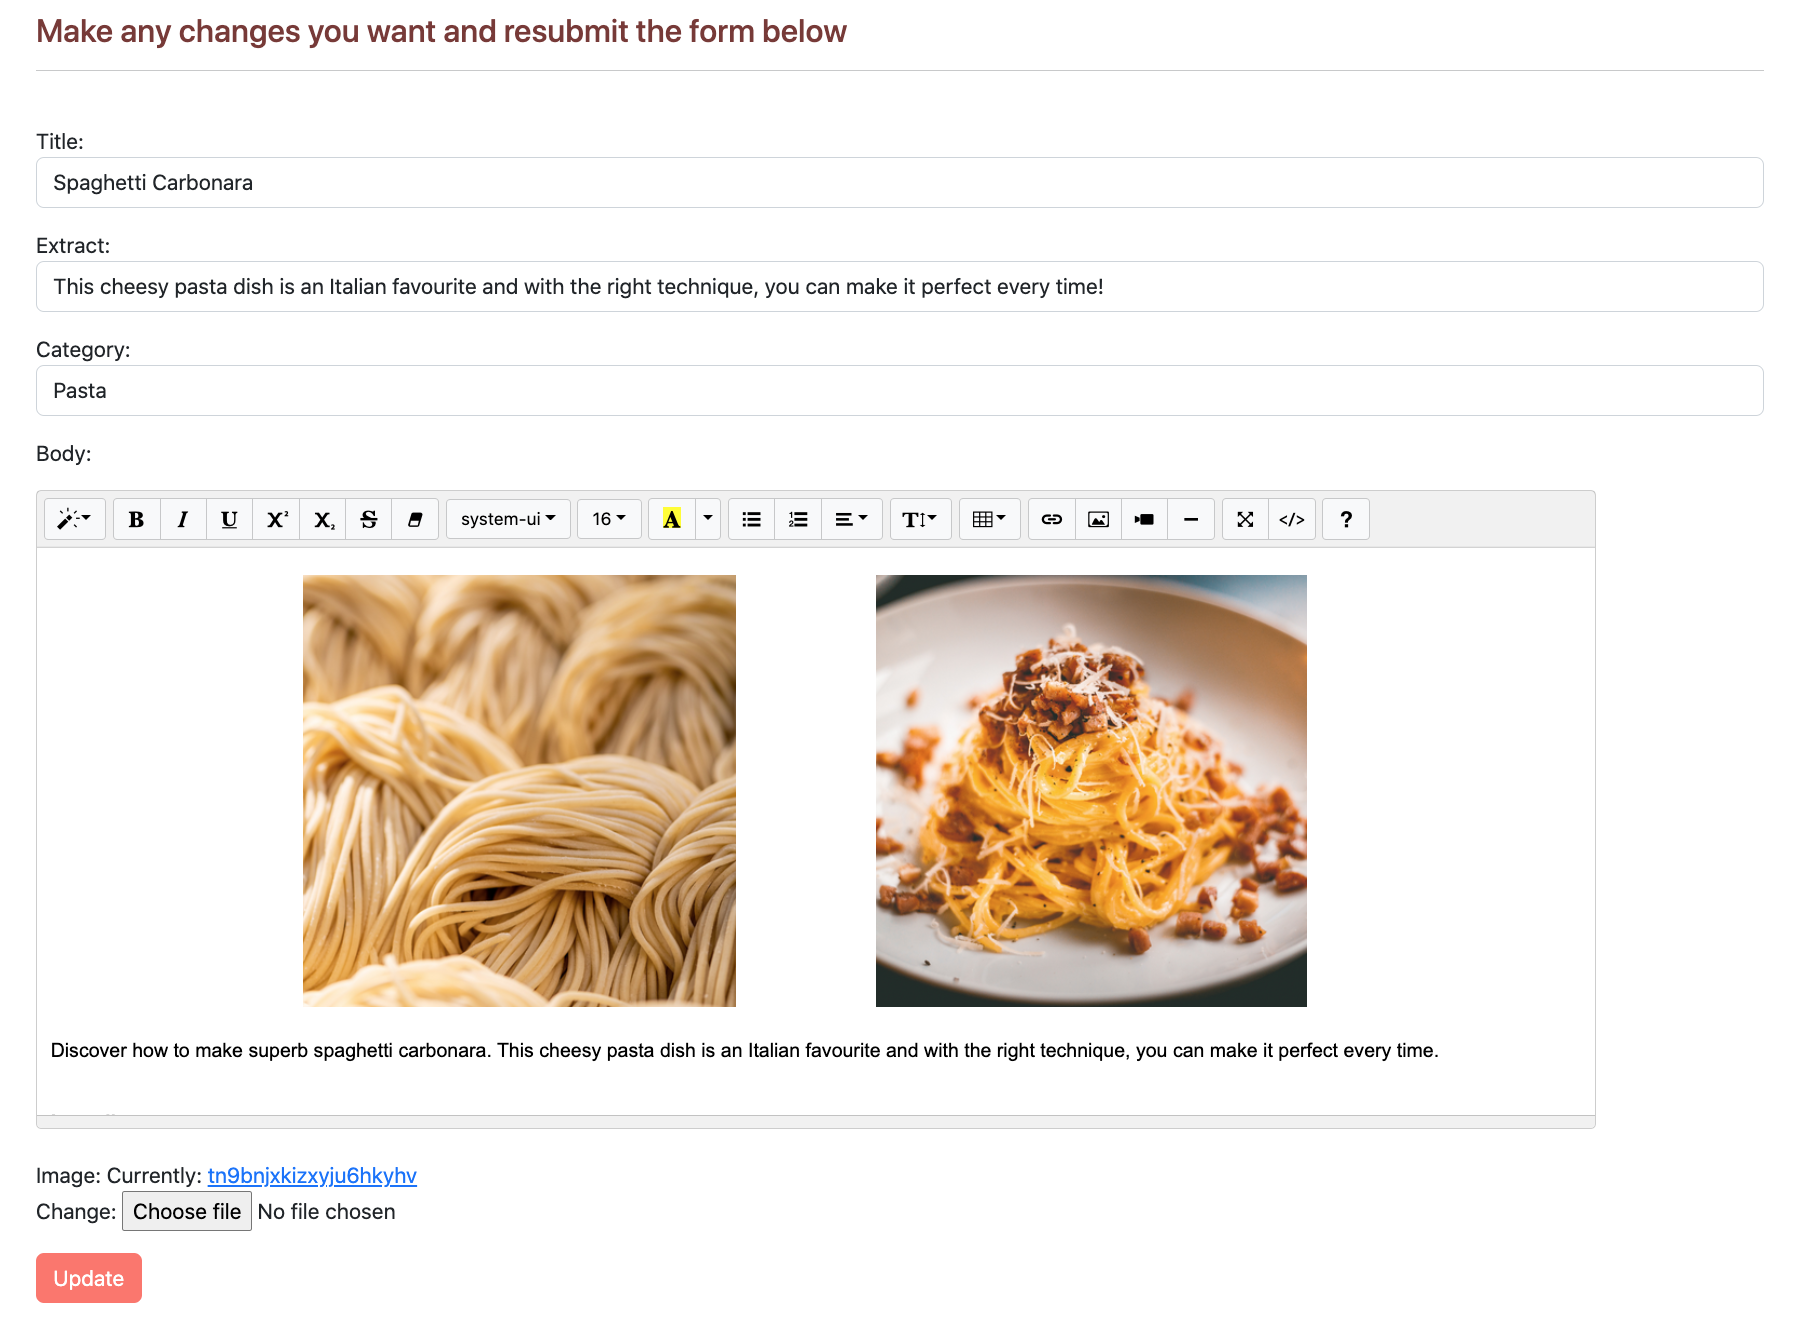 Make any changes you want and resubmit the form below
Title:
Spaghetti Carbonara
Extract:
This cheesy pasta dish is an Italian favourite and with the right technique, you can make it perfect every time!
Category:
Pasta
Body:
B I U X² X₂ S system-ui 16 A T </> ?
Discover how to make superb spaghetti carbonara. This cheesy pasta dish is an Italian favourite and with the right technique, you can make it perfect every time.
Image: Currently: tn9bnjxkizxyju6hkyhv
Change: Choose file No file chosen
Update